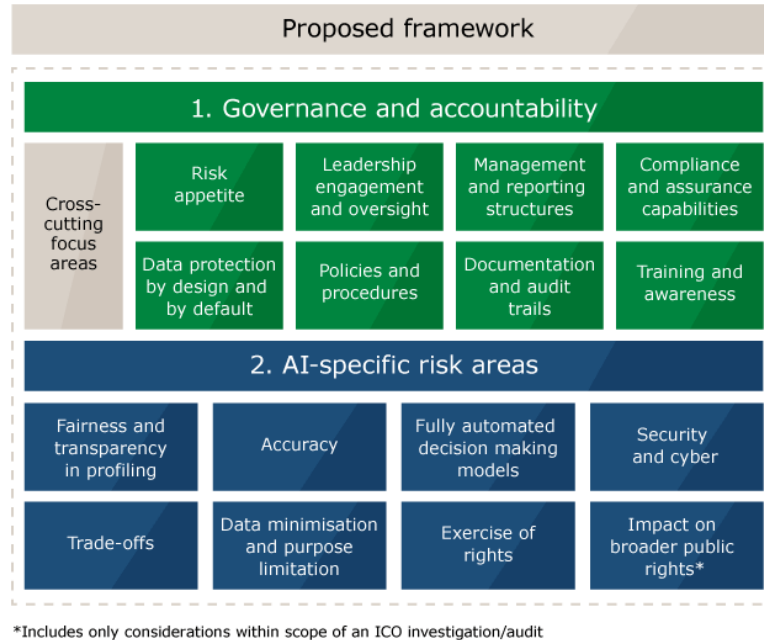 Proposed framework
1. Governance and accountability
Cross-
cutting
focus
areas
Risk
appetite
Leadership
engagement
and oversight
Management
and reporting
structures
Compliance
and assurance
capabilities
Data protection
by design and
by default
Policies and
procedures
Documentation
and audit
trails
Training and
awareness
2. AI-specific risk areas
Fairness and
transparency
in profiling
Accuracy
Fully automated
decision making
models
Security
and cyber
Trade-offs
Data minimisation
and purpose
limitation
Exercise of
rights
Impact on
broader public
rights*
*Includes only considerations within scope of an ICO investigation/audit